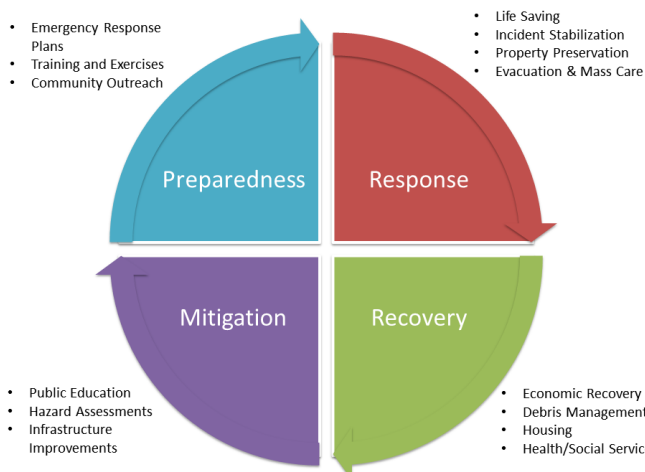 • Emergency Response
Plans
• Training and Exercises
• Community Outreach
• Life Saving
• Incident Stabilization
• Property Preservation
• Evacuation & Mass Care
Preparedness
Response
Mitigation
Recovery
• Public Education
• Hazard Assessments
• Infrastructure
Improvements
• Economic Recovery
• Debris Management
• Housing
• Health/Social Servic